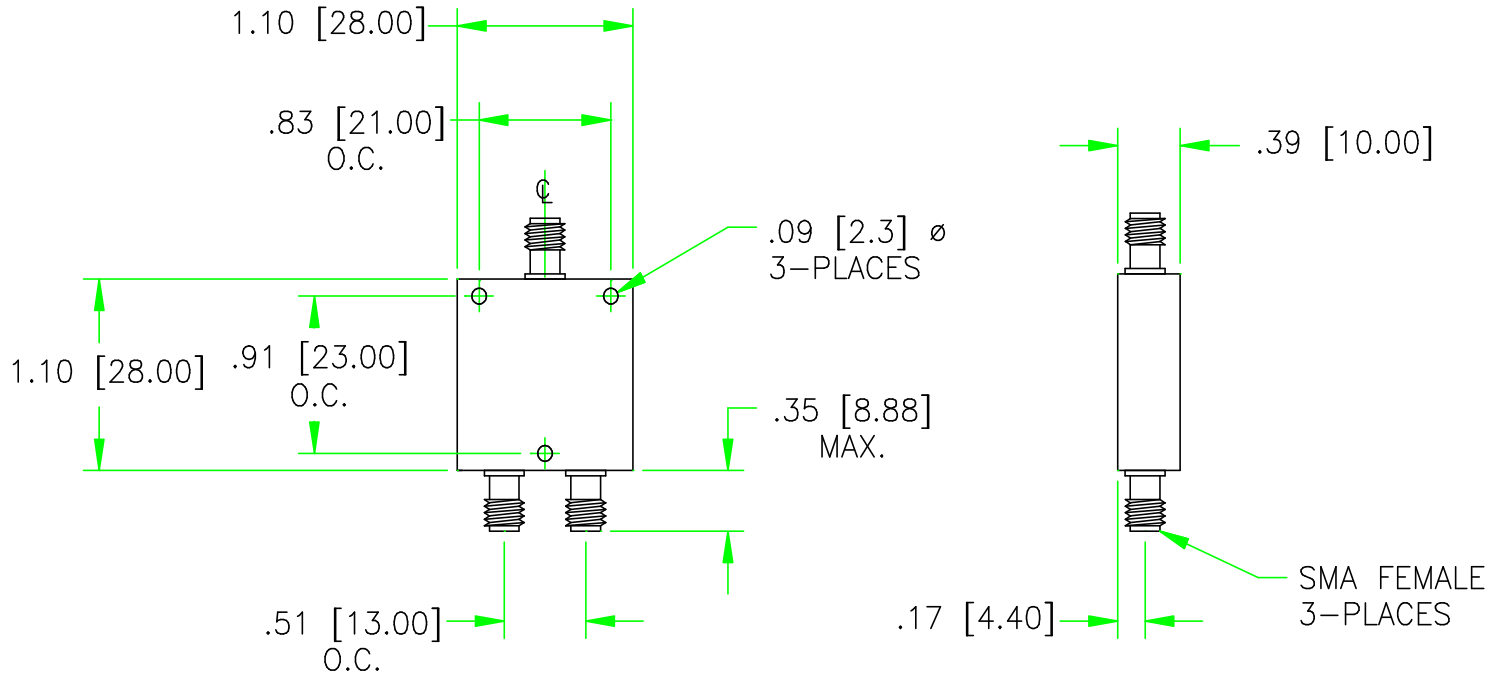 1.10 [28.00]
.83 [21.00]
O.C.
℄
.09 [2.3] ø
3-PLACES
.39 [10.00]
1.10 [28.00]
.91 [23.00]
O.C.
.35 [8.88]
MAX.
.51 [13.00]
O.C.
.17 [4.40]
SMA FEMALE
3-PLACES